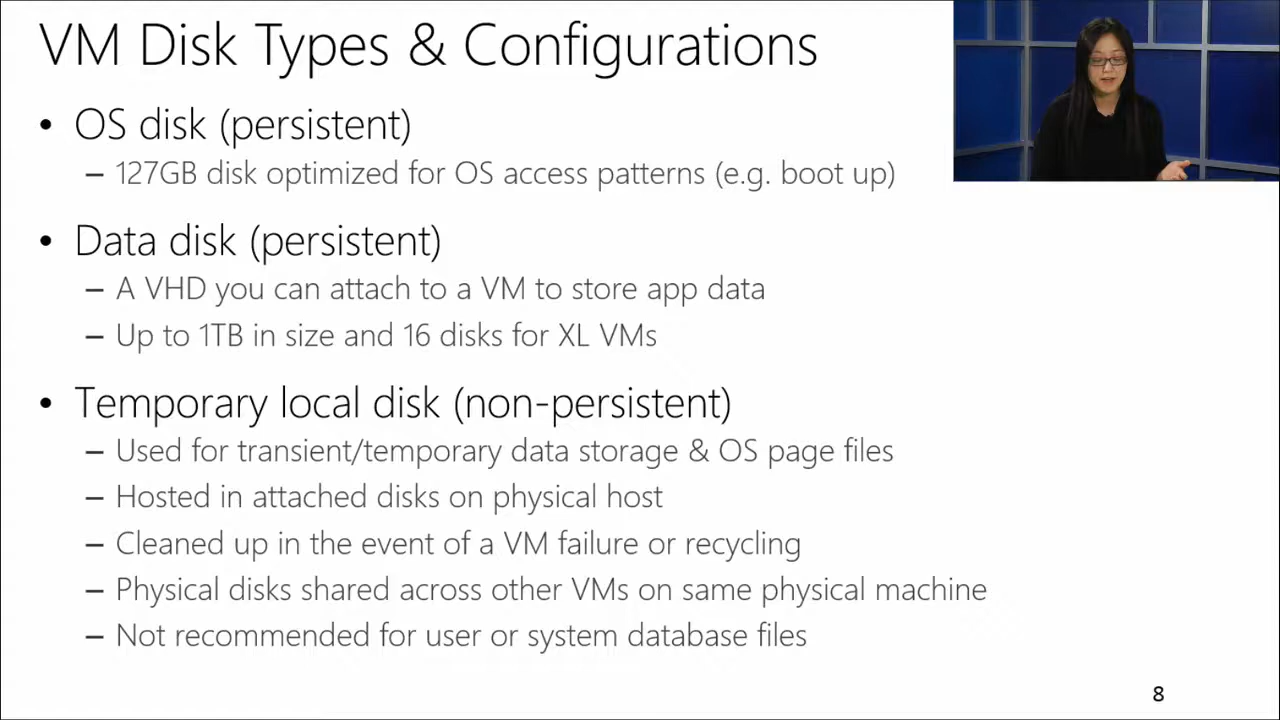 VM Disk Types & Configurations
• OS disk (persistent)
– 127GB disk optimized for OS access patterns (e.g. boot up)
• Data disk (persistent)
– A VHD you can attach to a VM to store app data
– Up to 1TB in size and 16 disks for XL VMs
• Temporary local disk (non-persistent)
– Used for transient/temporary data storage & OS page files
– Hosted in attached disks on physical host
– Cleaned up in the event of a VM failure or recycling
– Physical disks shared across other VMs on same physical machine
– Not recommended for user or system database files
8